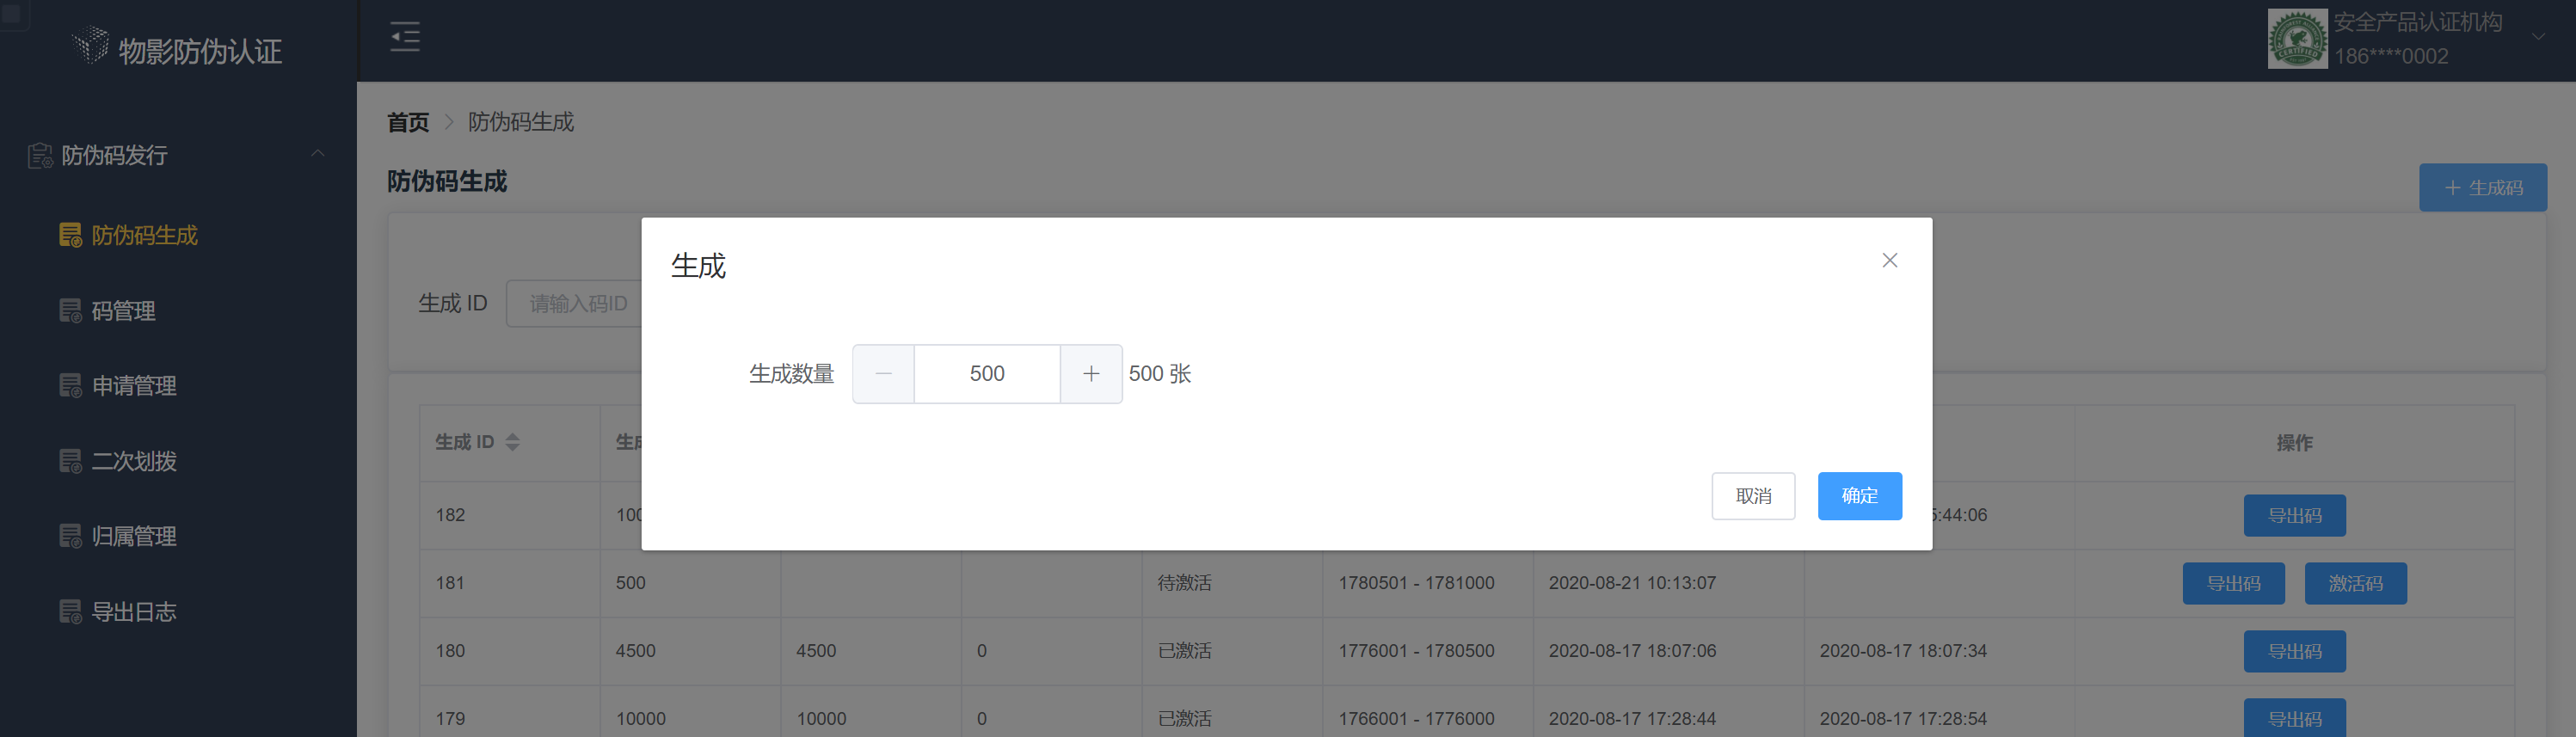 物影防伪认证
安全产品认证机构
186****0002
首页 > 防伪码生成
防伪码发行
防伪码生成
+ 生成码
防伪码生成
码管理
申请管理
二次划拨
归属管理
导出日志
生成
生成 ID 请输入码ID
生成数量 500 500 张
取消 确定
生成 ID 操作
182 5:44:06 导出码
181 500 待激活 1780501 - 1781000 2020-08-21 10:13:07 导出码 激活码
180 4500 4500 0 已激活 1776001 - 1780500 2020-08-17 18:07:06 2020-08-17 18:07:34 导出码
179 10000 10000 0 已激活 1766001 - 1776000 2020-08-17 17:28:44 2020-08-17 17:28:54 导出码